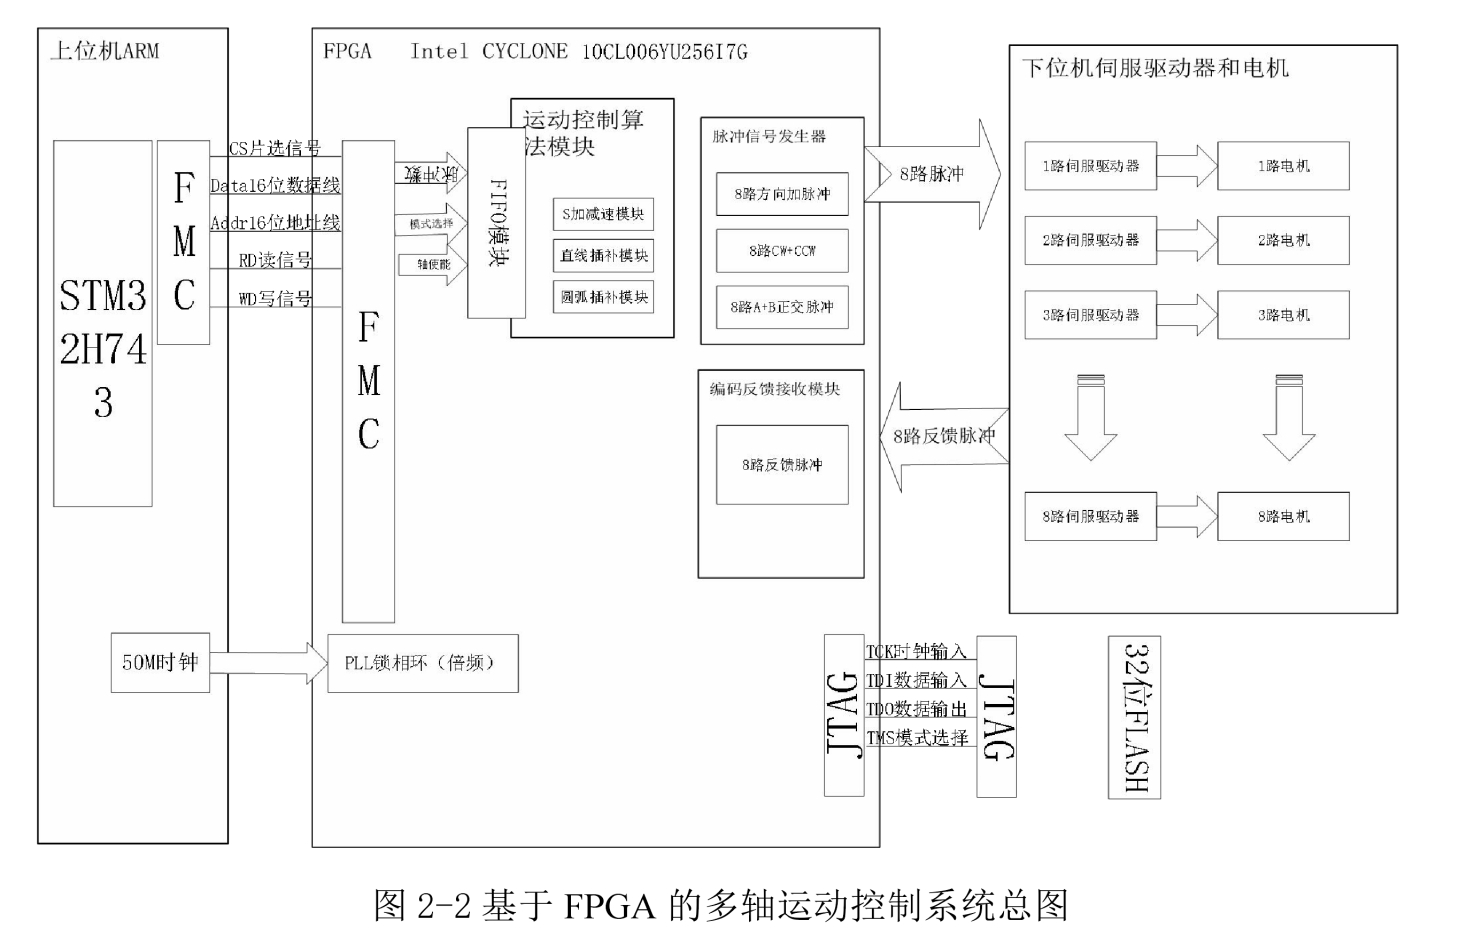 上位机ARM
STM3
2H74
3
F
M
C
CS片选信号
Data16位数据线
Addr16位地址线
RD读信号
WD写信号
50M时钟
FPGA Intel CYCLONE 10CL006YU256I7G
F
M
C
脉冲数
模式选择
轴使能
FIFO模块
运动控制算
法模块
S加减速模块
直线插补模块
圆弧插补模块
脉冲信号发生器
8路方向加脉冲
8路CW+CCW
8路A+B正交脉冲
编码反馈接收模块
8路反馈脉冲
PLL锁相环（倍频）
8路脉冲
8路反馈脉冲
下位机伺服驱动器和电机
1路伺服驱动器
1路电机
2路伺服驱动器
2路电机
3路伺服驱动器
3路电机
8路伺服驱动器
8路电机
JTAG
TCK时钟输入
TDI数据输入
TDO数据输出
TMS模式选择
JTAG
32位FLASH
图 2-2 基于 FPGA 的多轴运动控制系统总图